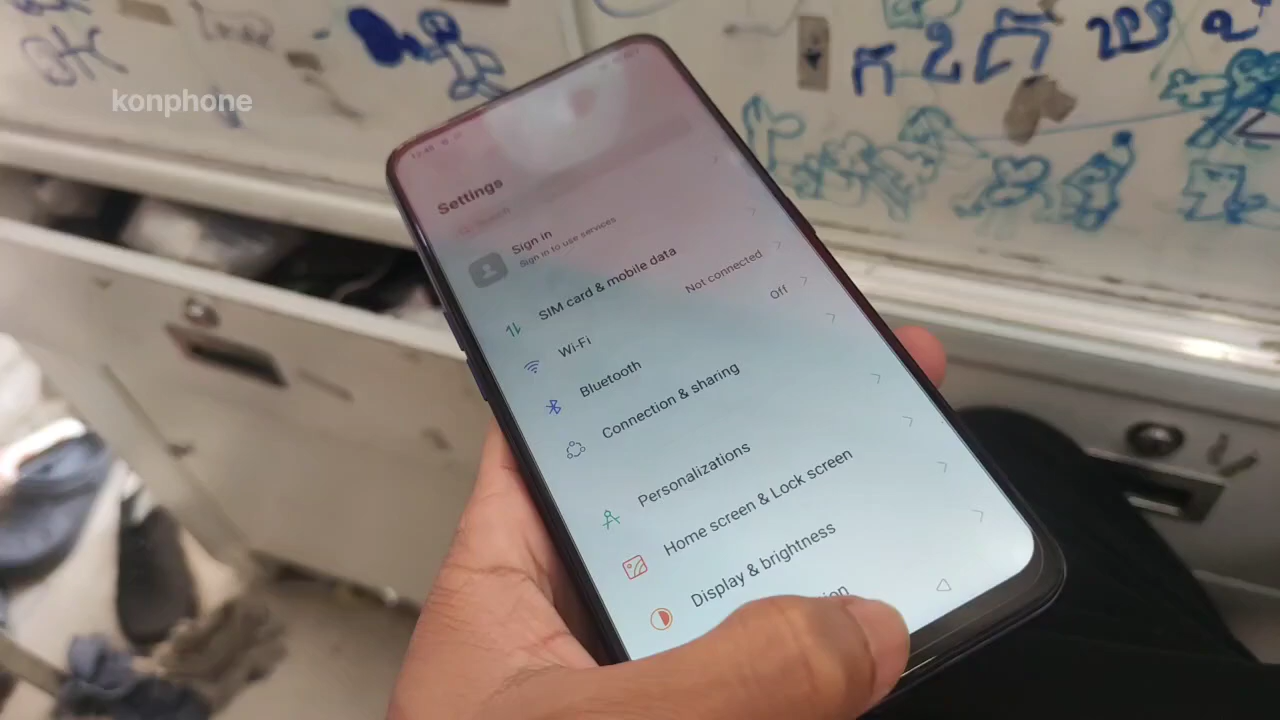 konphone
Settings
Search
Sign in
Sign in to use services
SIM card & mobile data
Wi-Fi
Not connected
Bluetooth
Off
Connection & sharing
Personalizations
Home screen & Lock screen
Display & brightness